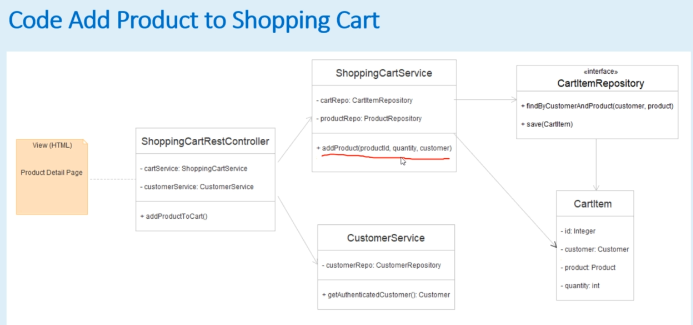 Code Add Product to Shopping Cart
View (HTML)
Product Detail Page
ShoppingCartRestController
- cartService: ShoppingCartService
- customerService: CustomerService
+ addProductToCart()
ShoppingCartService
- cartRepo: CartItemRepository
- productRepo: ProductRepository
+ addProduct(productId, quantity, customer)
CustomerService
- customerRepo: CustomerRepository
+ getAuthenticatedCustomer(): Customer
«interface»
CartItemRepository
+ findByCustomerAndProduct(customer, product)
+ save(CartItem)
CartItem
- id: Integer
- customer: Customer
- product: Product
- quantity: int